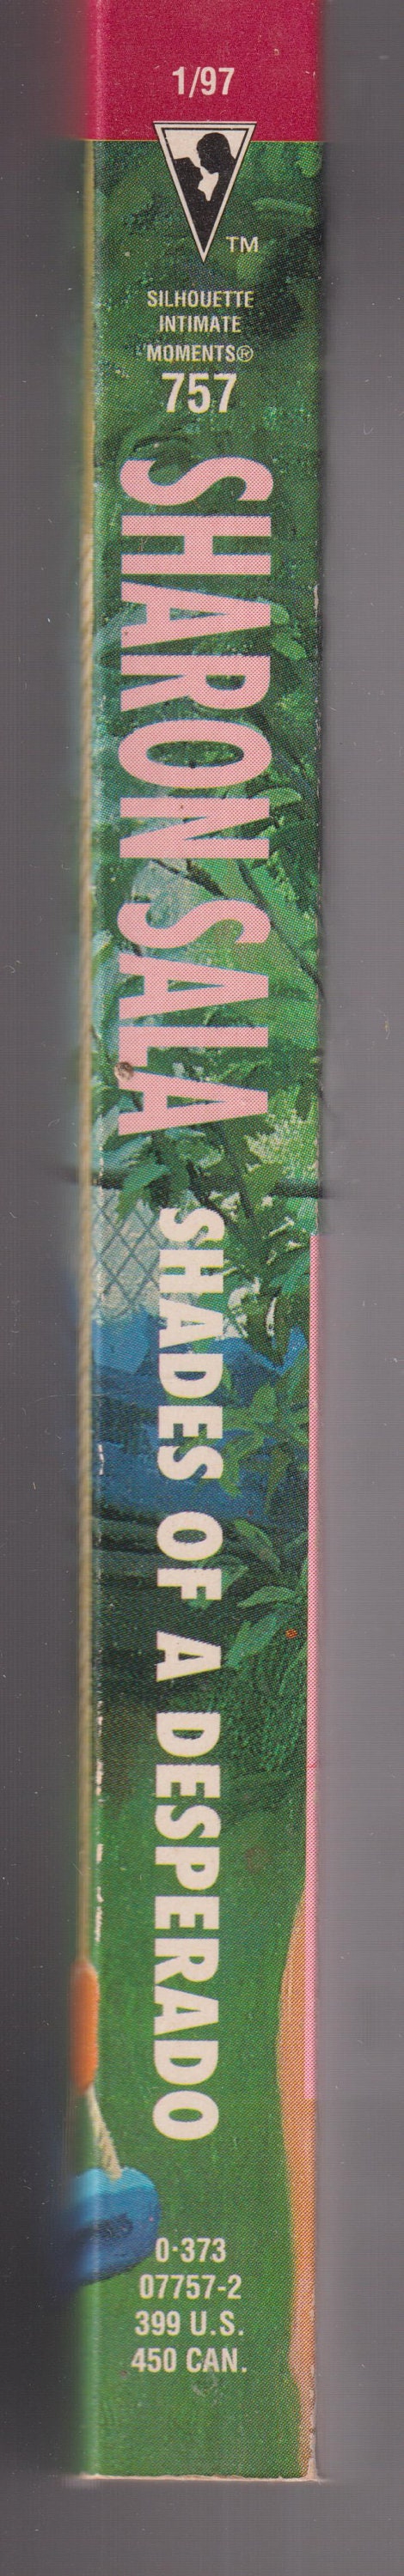 1/97
TM
SILHOUETTE
INTIMATE
MOMENTS®
757
SHARON SALA
SHADES OF A DESPERADO
0-373
07757-2
399 U.S.
450 CAN.